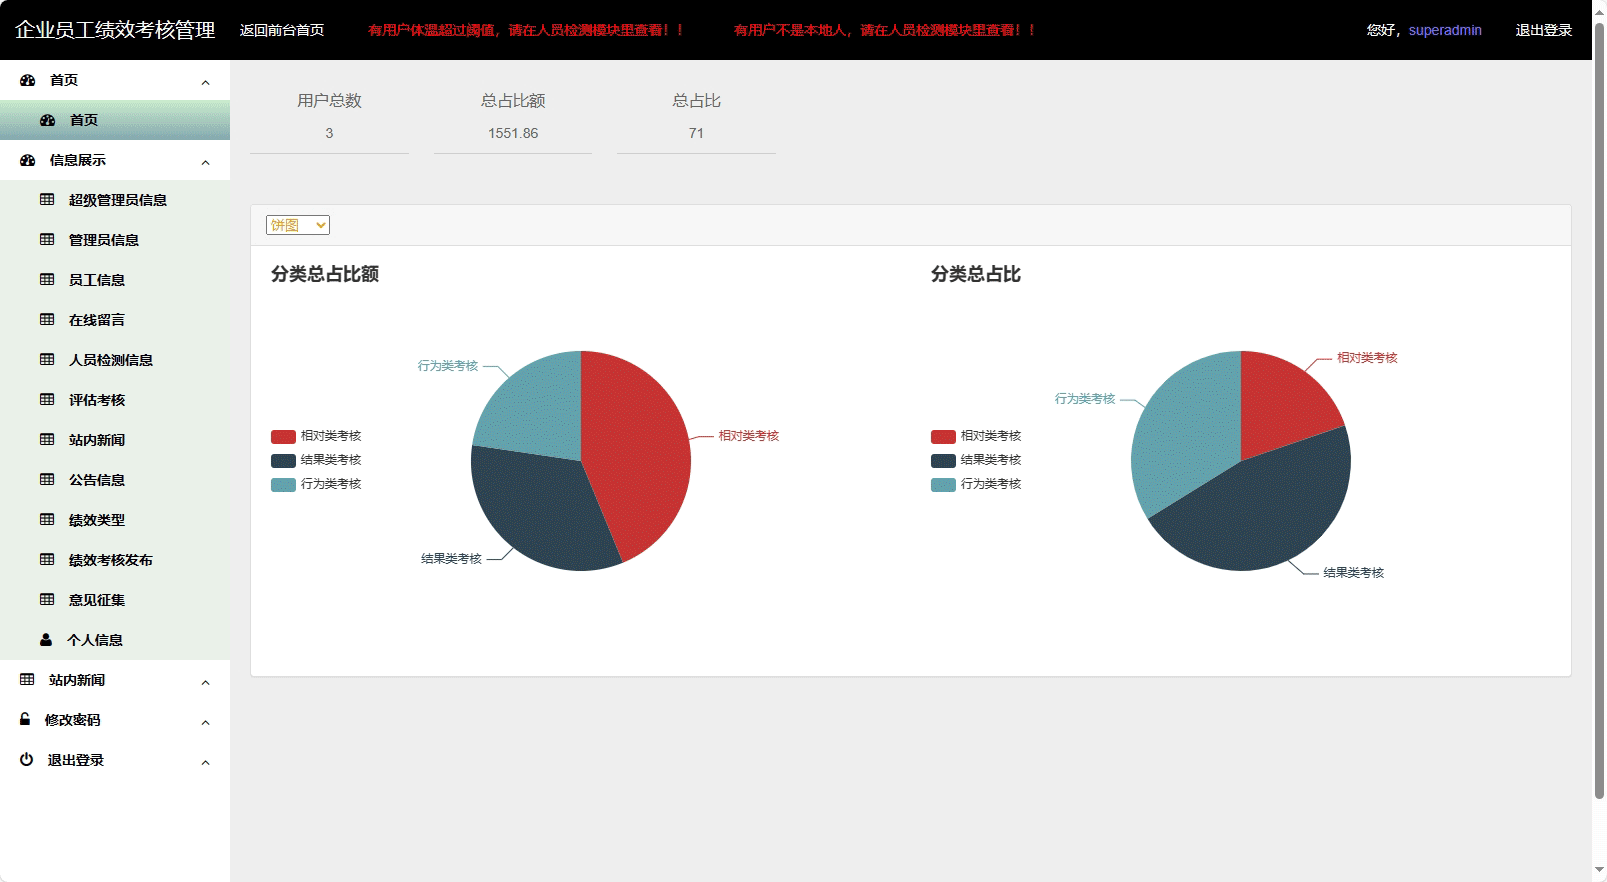 企业员工绩效考核管理 返回前台首页 有用户体温超过阈值，请在人员检测模块里查看！！ 有用户不是本地人，请在人员检测模块里查看！！ 您好，superadmin 退出登录
首页
首页
信息展示
超级管理员信息
管理员信息
员工信息
在线留言
人员检测信息
评估考核
站内新闻
公告信息
绩效类型
绩效考核发布
意见征集
个人信息
站内新闻
修改密码
退出登录
用户总数 总占比额 总占比
3 1551.86 71
饼图
分类总占比额
行为类考核
相对类考核
相对类考核
结果类考核
行为类考核
结果类考核
分类总占比
相对类考核
行为类考核
相对类考核
结果类考核
行为类考核
结果类考核